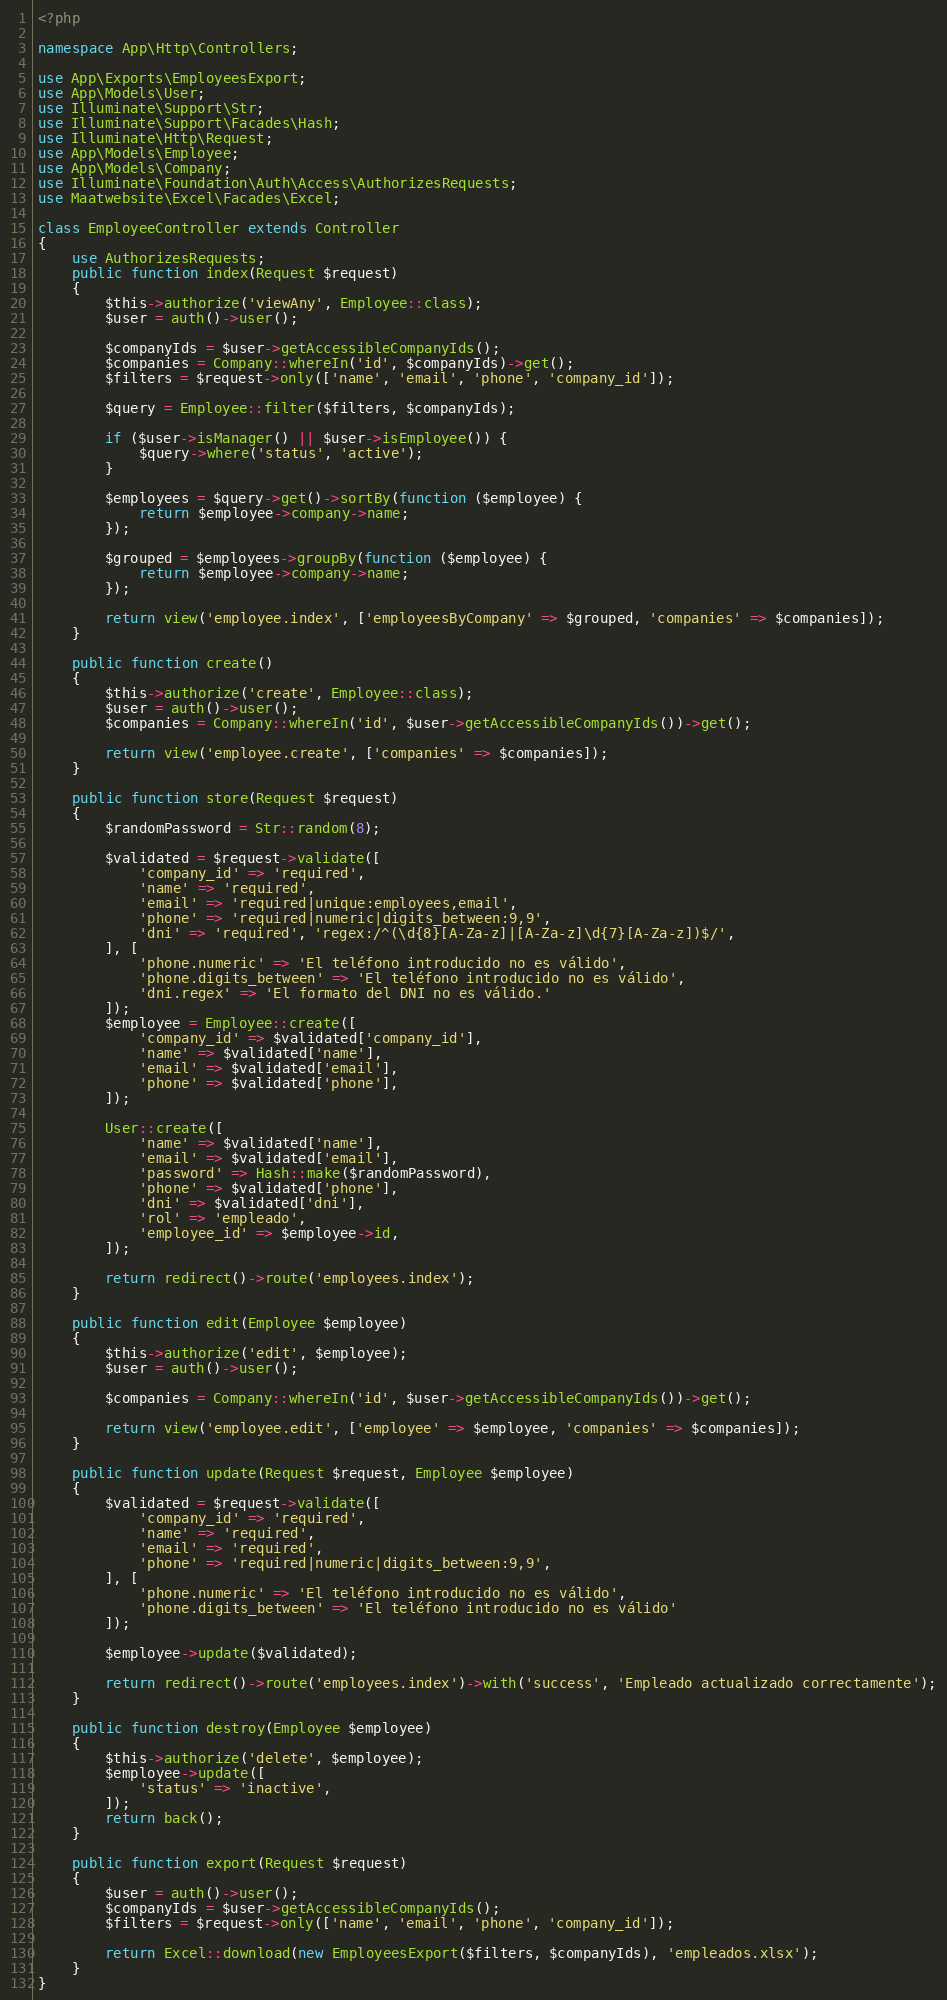 1 <?php
2
3 namespace App\Http\Controllers;
4
5 use App\Exports\EmployeesExport;
6 use App\Models\User;
7 use Illuminate\Support\Str;
8 use Illuminate\Support\Facades\Hash;
9 use Illuminate\Http\Request;
10 use App\Models\Employee;
11 use App\Models\Company;
12 use Illuminate\Foundation\Auth\Access\AuthorizesRequests;
13 use Maatwebsite\Excel\Facades\Excel;
14
15 class EmployeeController extends Controller
16 {
17     use AuthorizesRequests;
18     public function index(Request $request)
19     {
20         $this->authorize('viewAny', Employee::class);
21         $user = auth()->user();
22
23         $companyIds = $user->getAccessibleCompanyIds();
24         $companies = Company::whereIn('id', $companyIds)->get();
25         $filters = $request->only(['name', 'email', 'phone', 'company_id']);
26
27         $query = Employee::filter($filters, $companyIds);
28
29         if ($user->isManager() || $user->isEmployee()) {
30             $query->where('status', 'active');
31         }
32
33         $employees = $query->get()->sortBy(function ($employee) {
34             return $employee->company->name;
35         });
36
37         $grouped = $employees->groupBy(function ($employee) {
38             return $employee->company->name;
39         });
40
41         return view('employee.index', ['employeesByCompany' => $grouped, 'companies' => $companies]);
42     }
43
44     public function create()
45     {
46         $this->authorize('create', Employee::class);
47         $user = auth()->user();
48         $companies = Company::whereIn('id', $user->getAccessibleCompanyIds())->get();
49
50         return view('employee.create', ['companies' => $companies]);
51     }
52
53     public function store(Request $request)
54     {
55         $randomPassword = Str::random(8);
56
57         $validated = $request->validate([
58             'company_id' => 'required',
59             'name' => 'required',
60             'email' => 'required|unique:employees,email',
61             'phone' => 'required|numeric|digits_between:9,9',
62             'dni' => 'required', 'regex:/^(\d{8}[A-Za-z]|[A-Za-z]\d{7}[A-Za-z])$/',
63         ], [
64             'phone.numeric' => 'El teléfono introducido no es válido',
65             'phone.digits_between' => 'El teléfono introducido no es válido',
66             'dni.regex' => 'El formato del DNI no es válido.'
67         ]);
68         $employee = Employee::create([
69             'company_id' => $validated['company_id'],
70             'name' => $validated['name'],
71             'email' => $validated['email'],
72             'phone' => $validated['phone'],
73         ]);
74
75         User::create([
76             'name' => $validated['name'],
77             'email' => $validated['email'],
78             'password' => Hash::make($randomPassword),
79             'phone' => $validated['phone'],
80             'dni' => $validated['dni'],
81             'rol' => 'empleado',
82             'employee_id' => $employee->id,
83         ]);
84
85         return redirect()->route('employees.index');
86     }
87
88     public function edit(Employee $employee)
89     {
90         $this->authorize('edit', $employee);
91         $user = auth()->user();
92
93         $companies = Company::whereIn('id', $user->getAccessibleCompanyIds())->get();
94
95         return view('employee.edit', ['employee' => $employee, 'companies' => $companies]);
96     }
97
98     public function update(Request $request, Employee $employee)
99     {
100         $validated = $request->validate([
101             'company_id' => 'required',
102             'name' => 'required',
103             'email' => 'required',
104             'phone' => 'required|numeric|digits_between:9,9',
105         ], [
106             'phone.numeric' => 'El teléfono introducido no es válido',
107             'phone.digits_between' => 'El teléfono introducido no es válido'
108         ]);
109
110         $employee->update($validated);
111
112         return redirect()->route('employees.index')->with('success', 'Empleado actualizado correctamente');
113     }
114
115     public function destroy(Employee $employee)
116     {
117         $this->authorize('delete', $employee);
118         $employee->update([
119             'status' => 'inactive',
120         ]);
121         return back();
122     }
123
124     public function export(Request $request)
125     {
126         $user = auth()->user();
127         $companyIds = $user->getAccessibleCompanyIds();
128         $filters = $request->only(['name', 'email', 'phone', 'company_id']);
129
130         return Excel::download(new EmployeesExport($filters, $companyIds), 'empleados.xlsx');
131     }
132 }